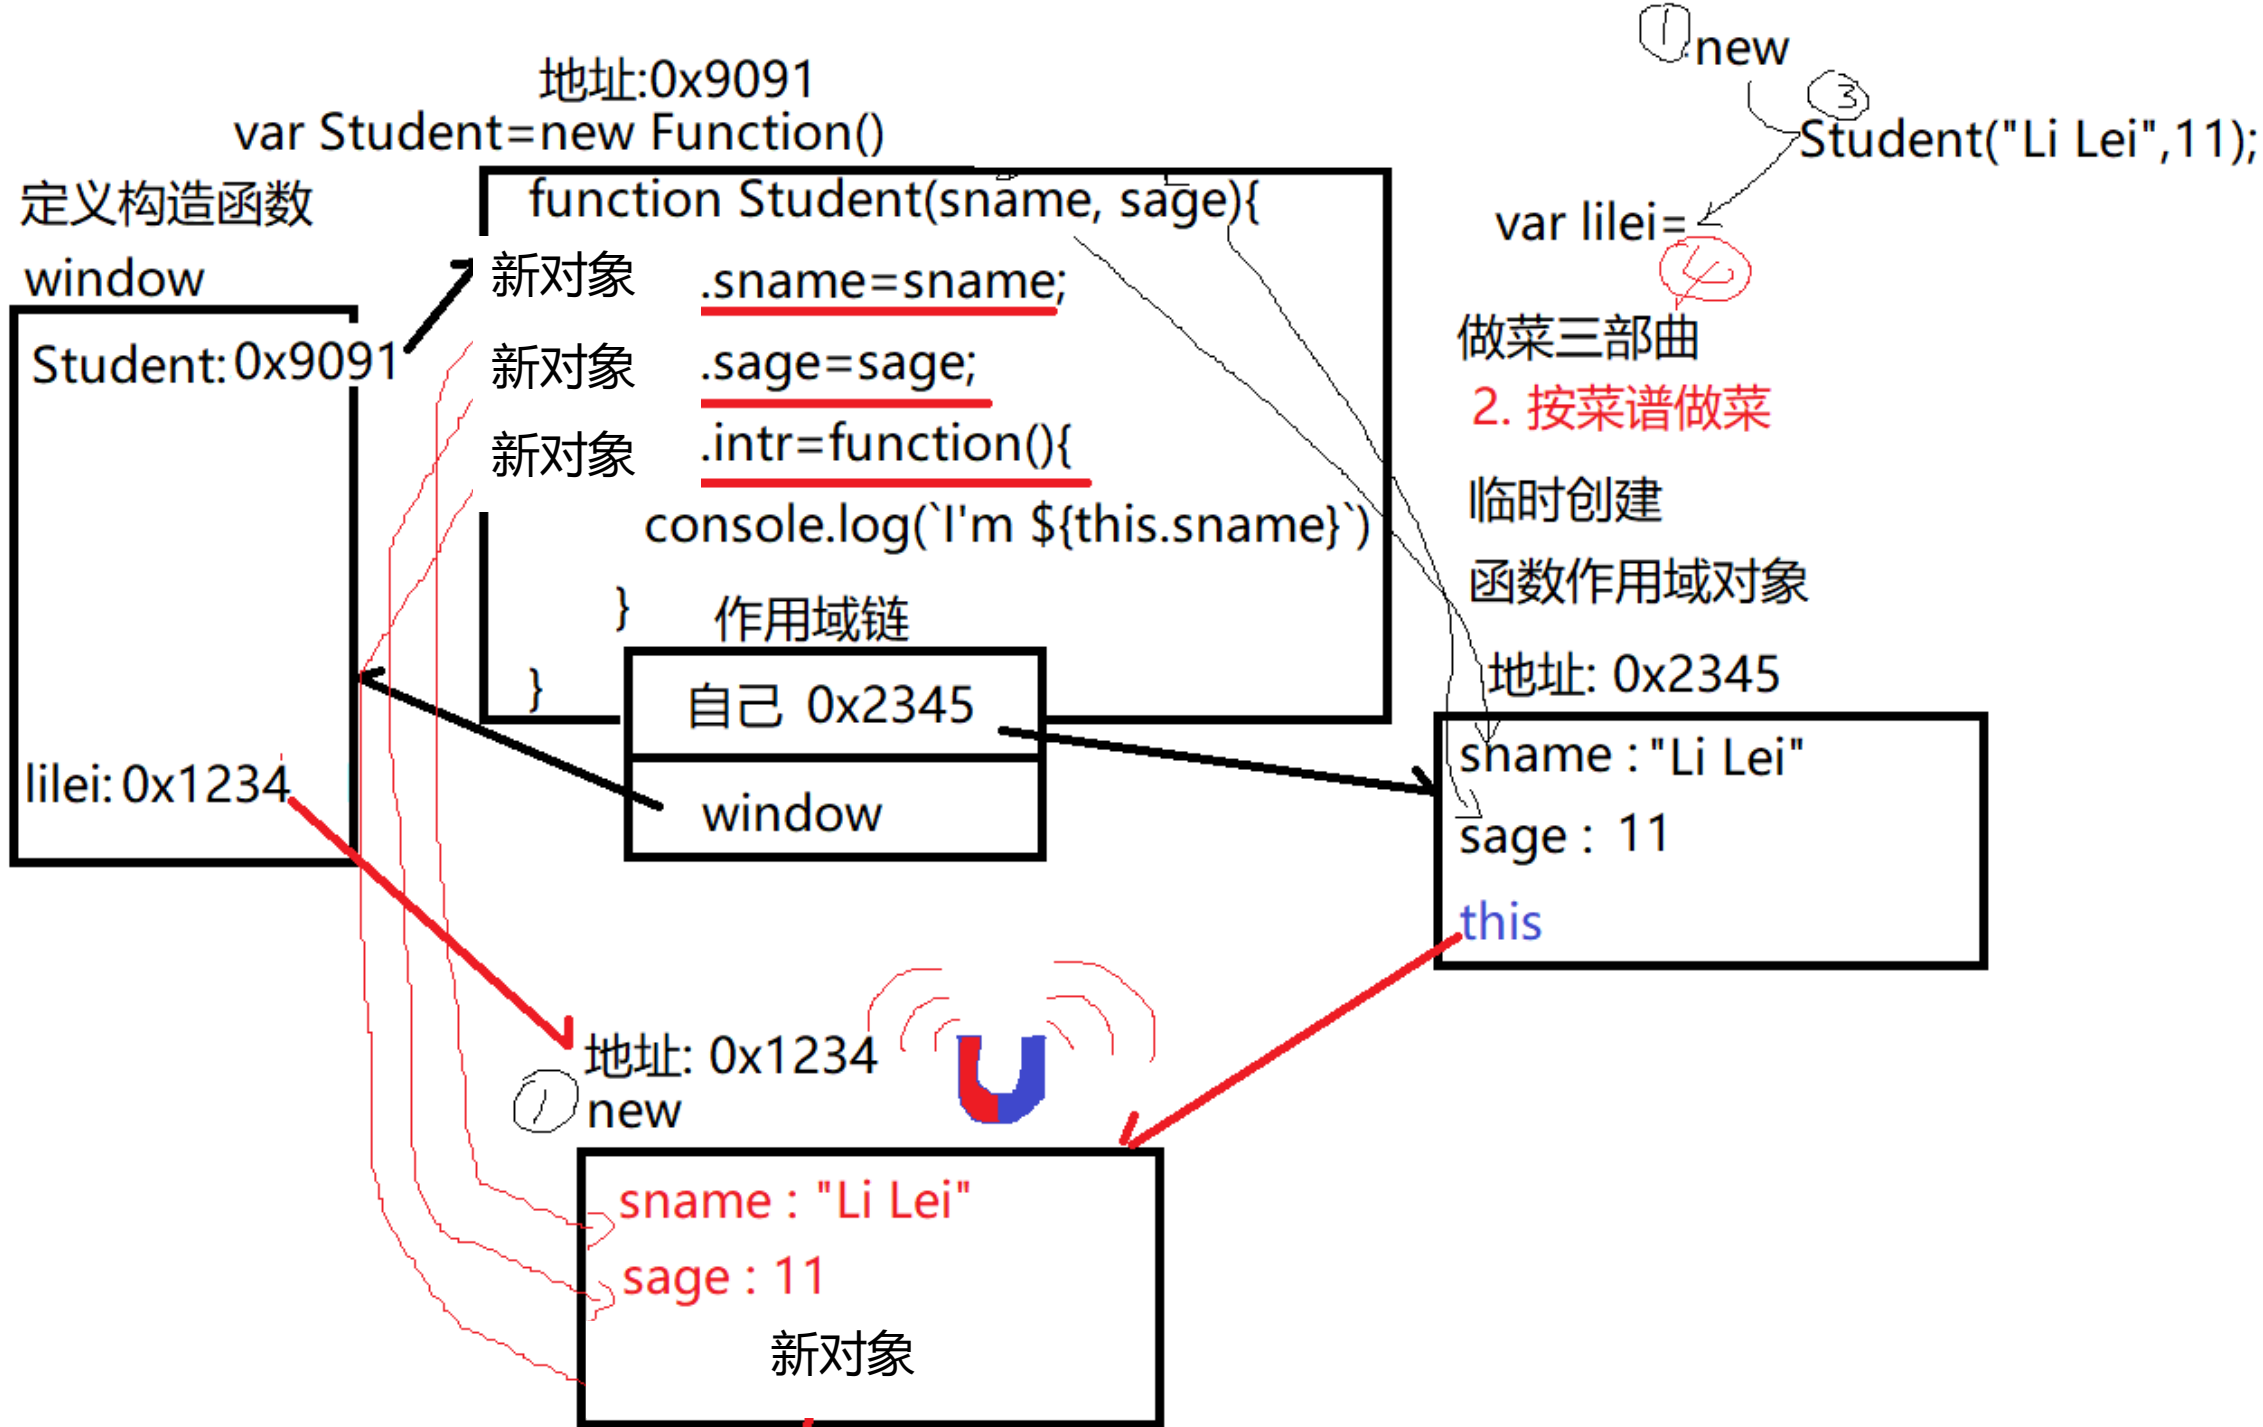 地址:0x9091
var Student=new Function()
定义构造函数
window
Student: 0x9091
lilei: 0x1234
function Student(sname, sage){
新对象 .sname=sname;
新对象 .sage=sage;
新对象 .intr=function(){
console.log(`I'm ${this.sname}`)
}
}
作用域链
自己 0x2345
window
① new
③
Student("Li Lei",11);
var lilei=
④
做菜三部曲
2. 按菜谱做菜
临时创建
函数作用域对象
地址: 0x2345
sname : "Li Lei"
sage : 11
this
地址: 0x1234
① new
sname : "Li Lei"
sage : 11
新对象